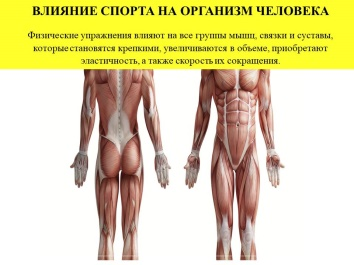 ВЛИЯНИЕ СПОРТА НА ОРГАНИЗМ ЧЕЛОВЕКА
Физические упражнения влияют на все группы мышц, связки и суставы,
которые становятся крепкими, увеличиваются в объеме, приобретают
эластичность, а также скорость их сокращения.